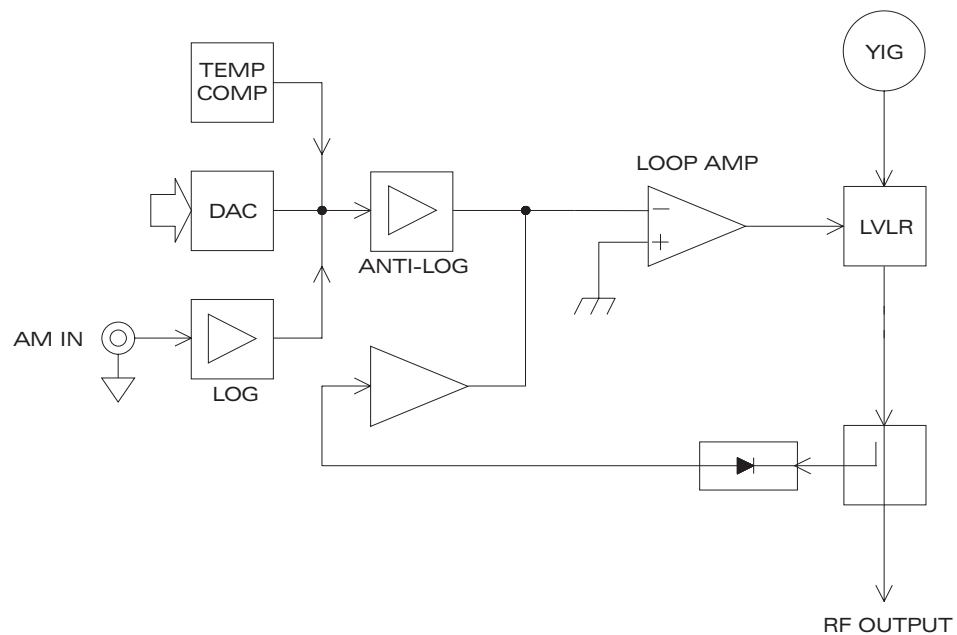 YIG
TEMP
COMP
LOOP AMP
DAC
LVLR
−
+
ANTI-LOG
AM IN
LOG
RF OUTPUT